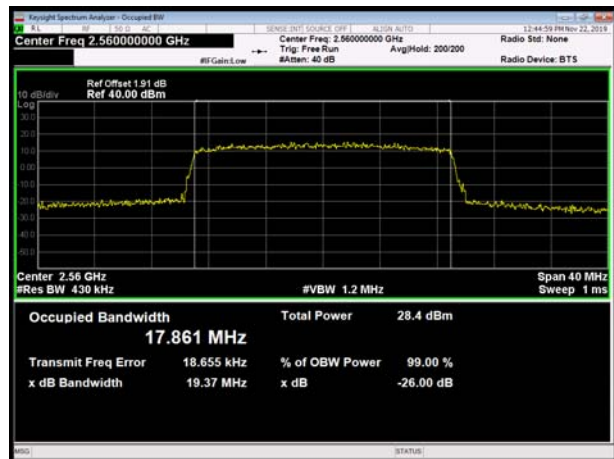 Keysight Spectrum Analyzer - Occupied BW
RL RF 50 Ω AC SENSE:INT SOURCE OFF ALIGN AUTO 12:44:59 PM Nov 22, 2019
Center Freq 2.560000000 GHz Center Freq: 2.560000000 GHz Radio Std: None
Trig: Free Run Avg|Hold: 200/200
#IFGain:Low #Atten: 40 dB Radio Device: BTS
Ref Offset 1.91 dB
10 dB/div Ref 40.00 dBm
Log
30.0
20.0
10.0
0.00
-10.0
-20.0
-30.0
-40.0
-50.0
Center 2.56 GHz Span 40 MHz
#Res BW 430 kHz #VBW 1.2 MHz Sweep 1 ms
Occupied Bandwidth Total Power 28.4 dBm
17.861 MHz
Transmit Freq Error 18.655 kHz % of OBW Power 99.00 %
x dB Bandwidth 19.37 MHz x dB -26.00 dB
MSG STATUS